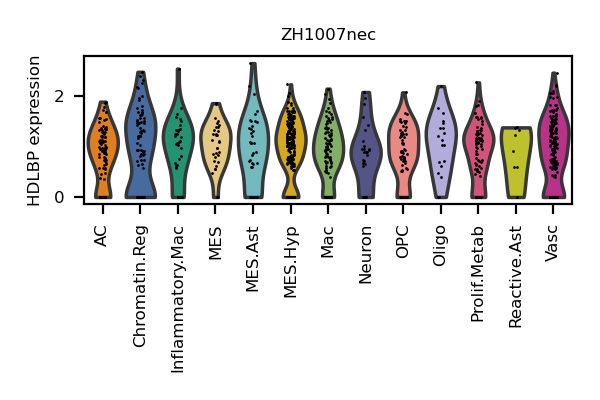 ZH1007nec
HDLBP expression
2
0
AC
Chromatin.Reg
Inflammatory.Mac
MES
MES.Ast
MES.Hyp
Mac
Neuron
OPC
Oligo
Prolif.Metab
Reactive.Ast
Vasc